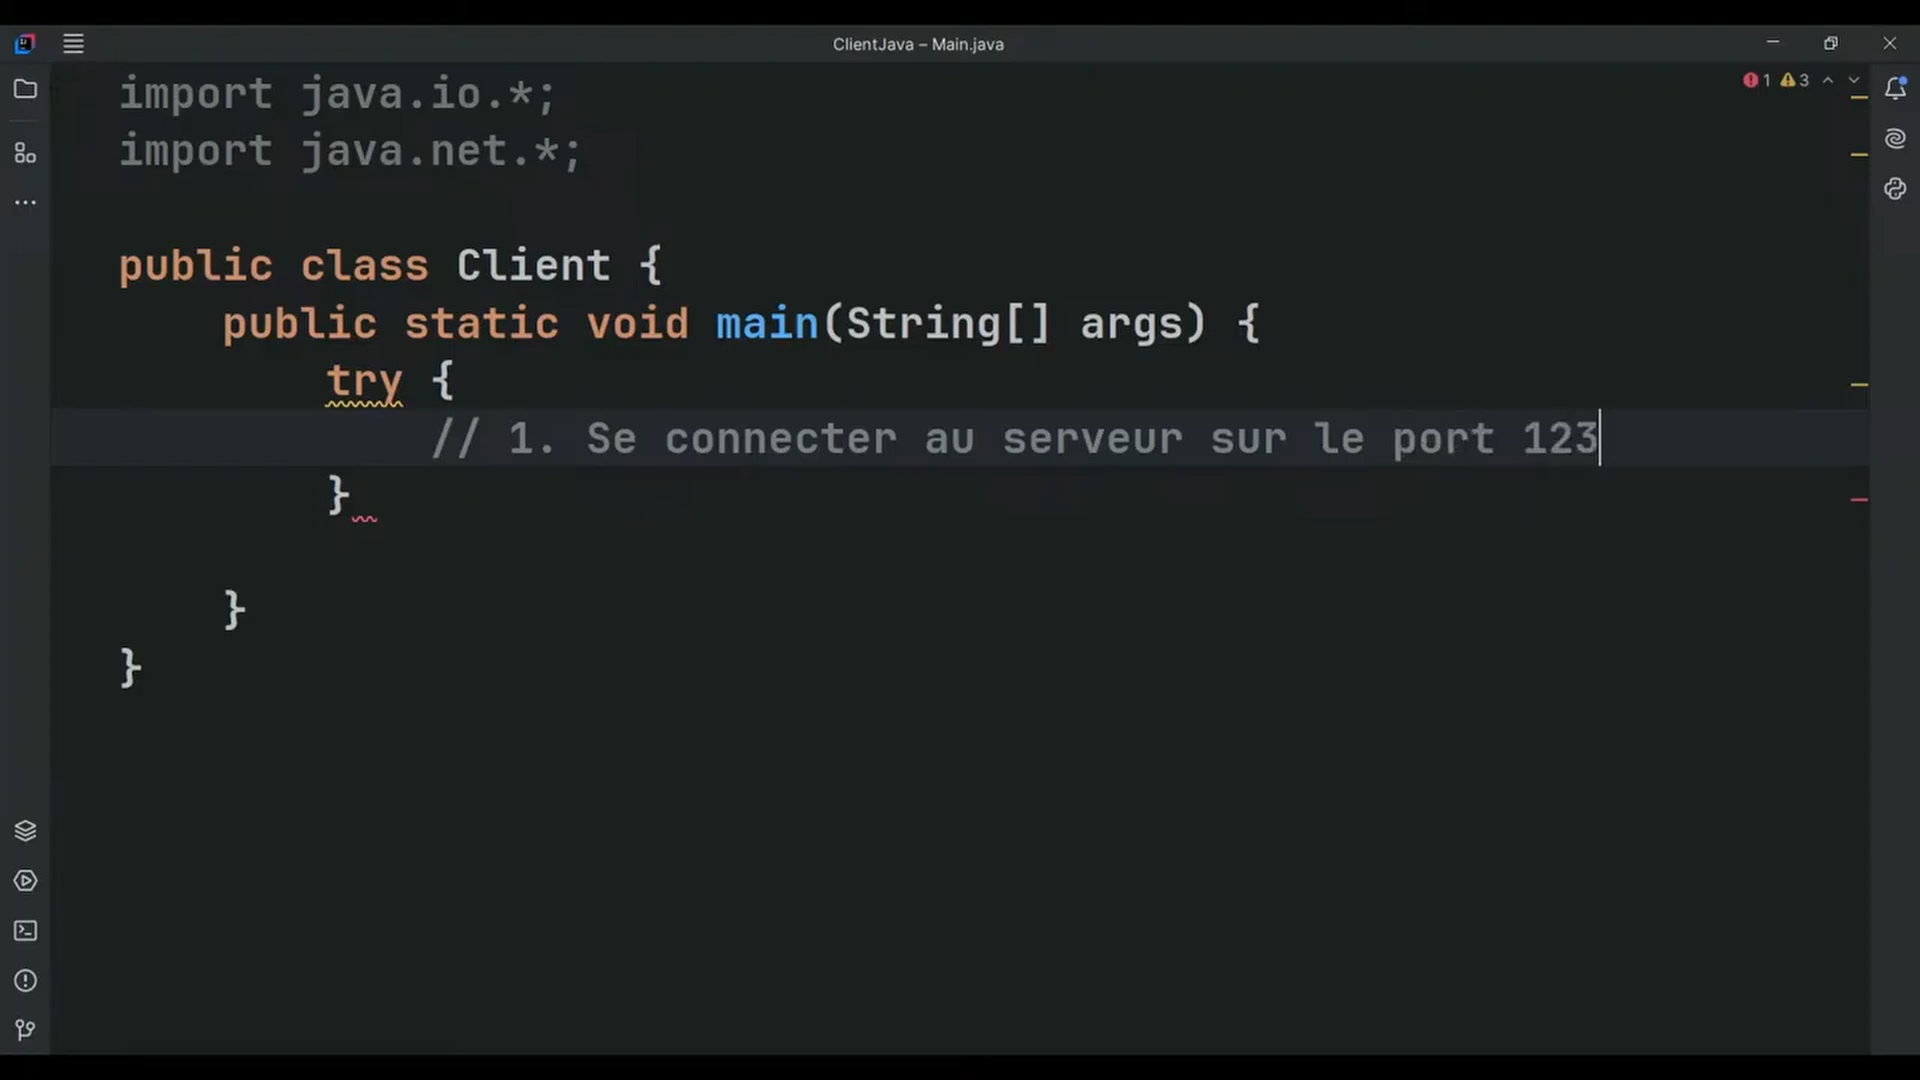 ClientJava – Main.java
1 3
import java.io.*;
import java.net.*;
public class Client {
public static void main(String[] args) {
try {
// 1. Se connecter au serveur sur le port 123
}
}
}